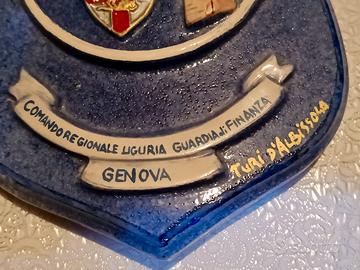 COMANDO REGIONALE LIGURIA GUARDIA di FINANZA
GENOVA
TURI D'ALBISSOLA